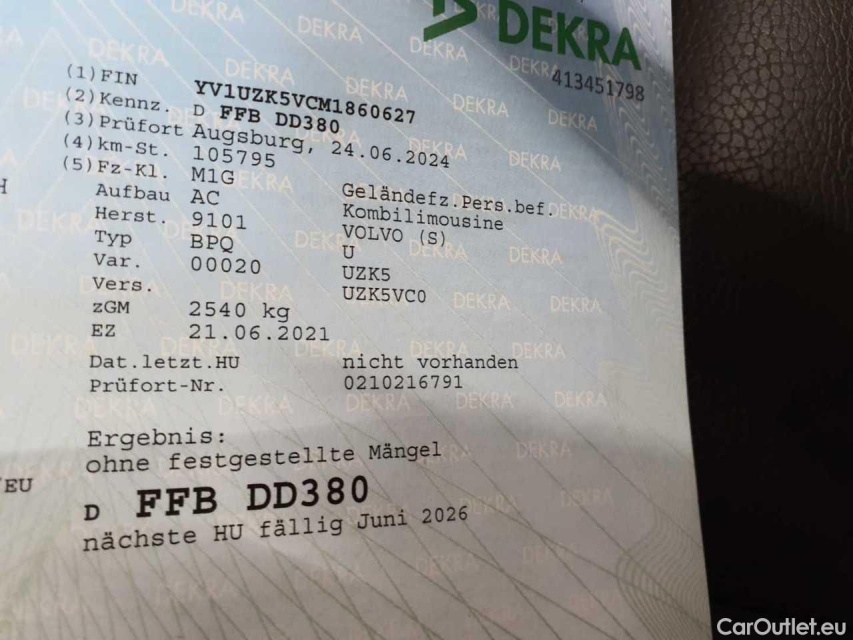 DEKRA
413451798
(1) FIN YV1UZK5VCM1860627
(2) Kennz. D FFB DD380
(3) Prüfort Augsburg, 24.06.2024
(4) km-St. 105795
(5) Fz-Kl. M1G Geländefz.Pers.bef.
Aufbau AC Kombilimousine
Herst. 9101 VOLVO (S)
Typ BPQ U
Var. 00020 UZK5
Vers. UZK5VC0
zGM 2540 kg
EZ 21.06.2021
Dat.letzt.HU nicht vorhanden
Prüfort-Nr. 0210216791
Ergebnis:
ohne festgestellte Mängel
EU
D FFB DD380
nächste HU fällig Juni 2026
CarOutlet.eu